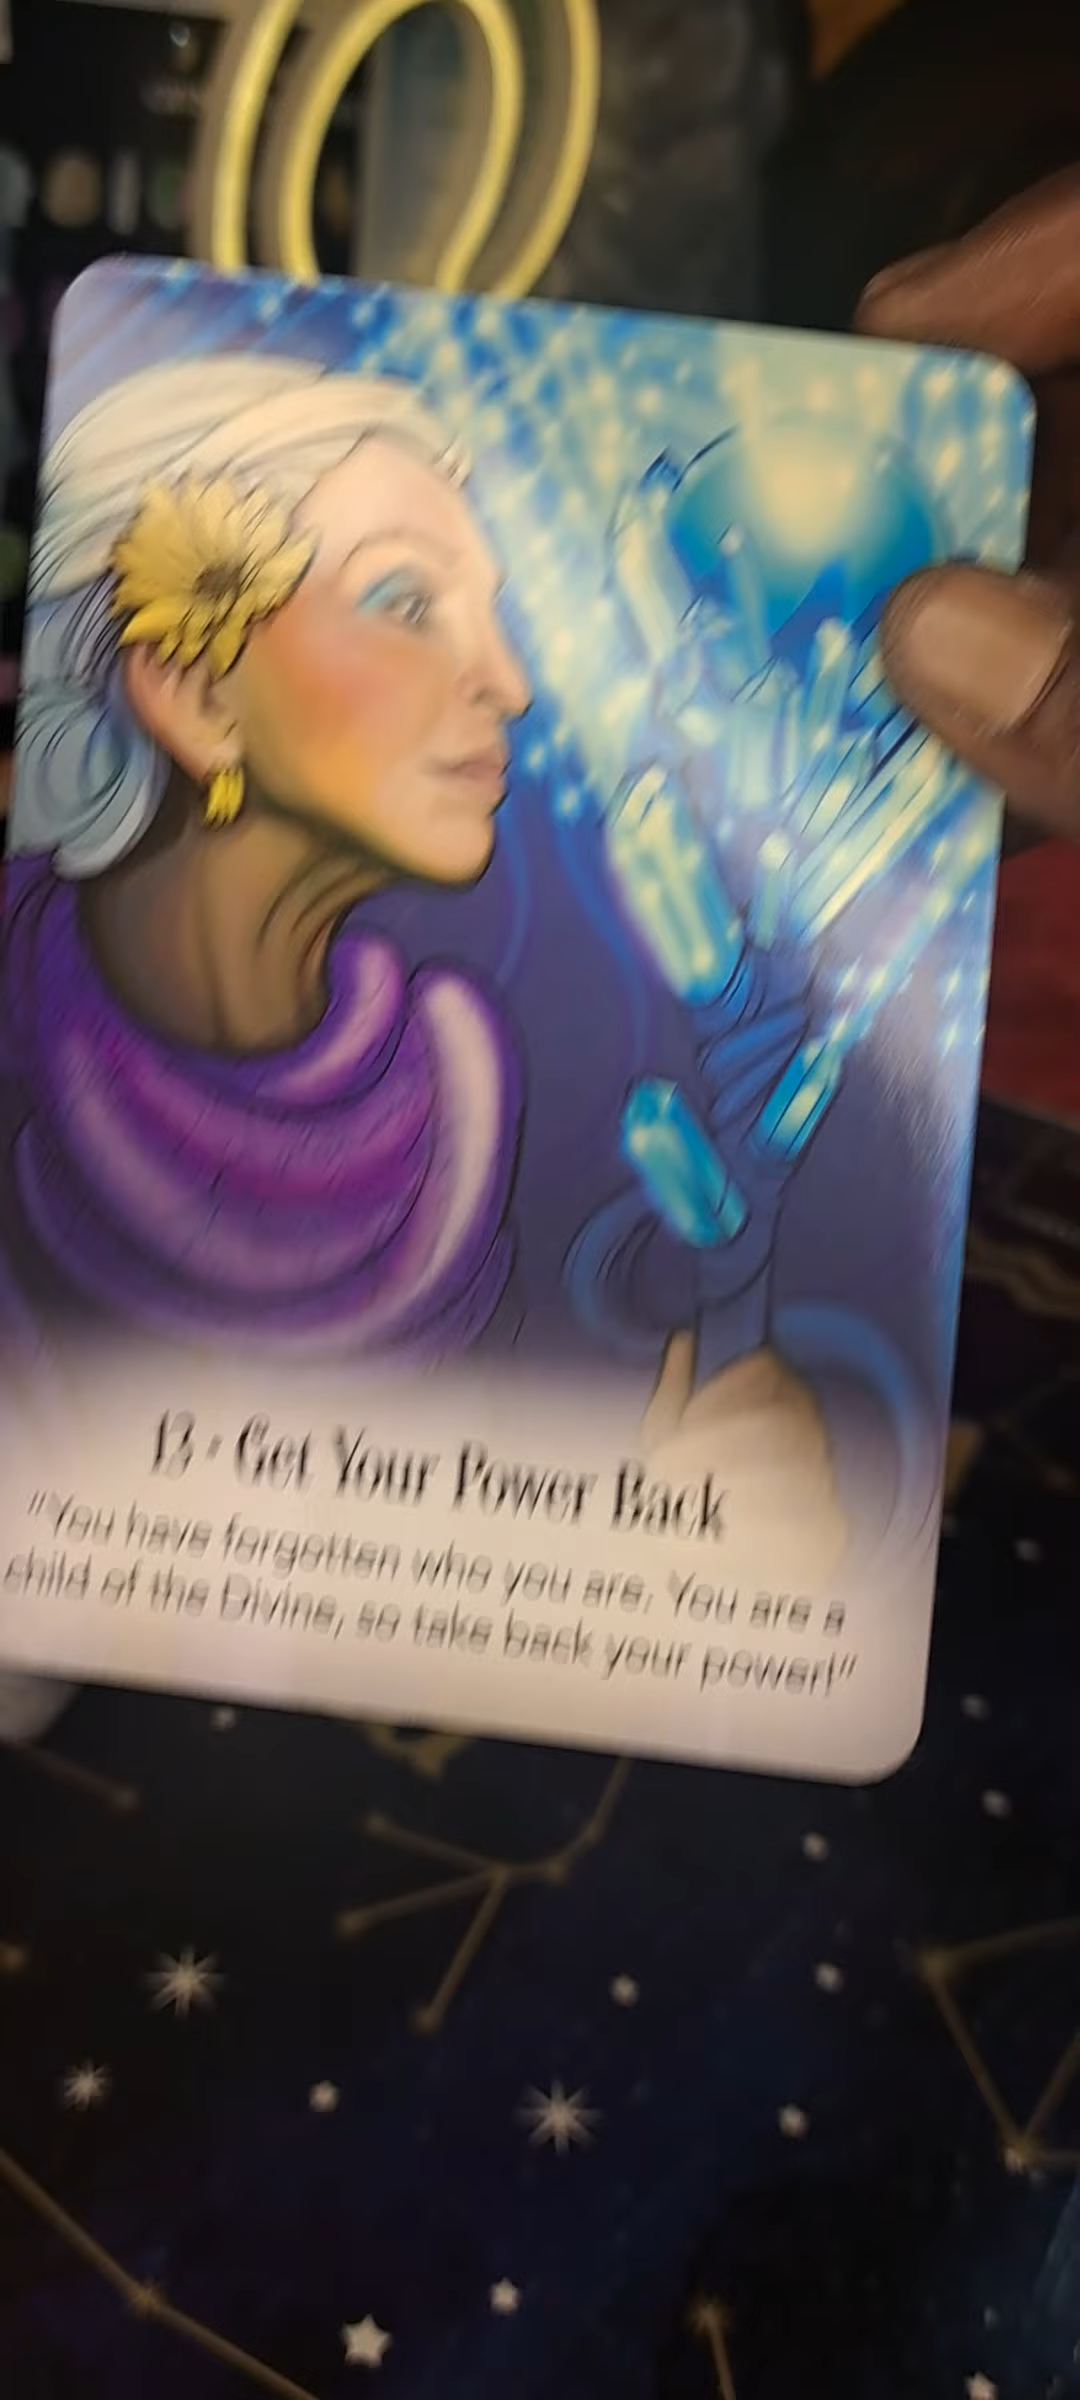 13 • Get Your Power Back
"You have forgotten who you are. You are a
child of the Divine, so take back your power!"